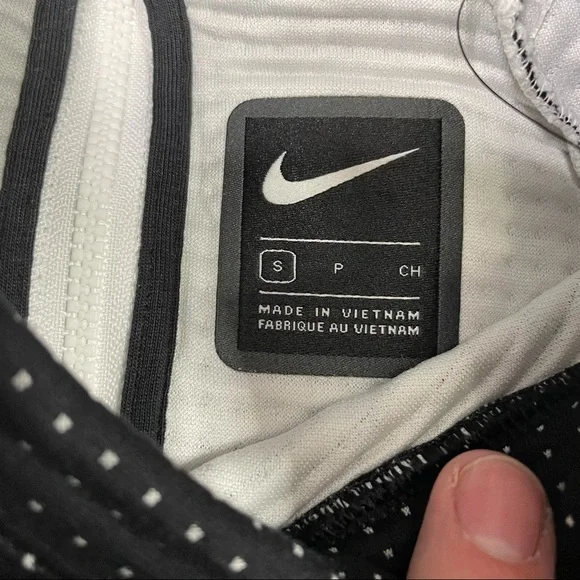 S P CH
MADE IN VIETNAM
FABRIQUE AU VIETNAM